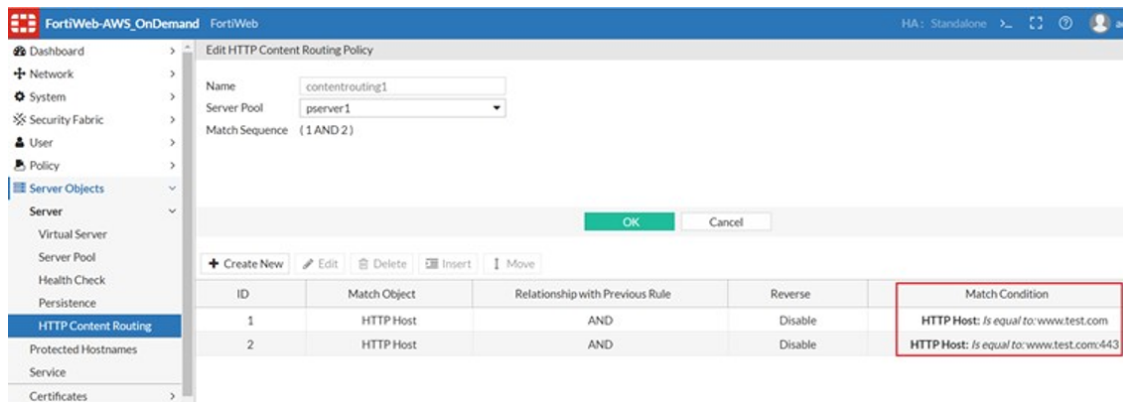 FortiWeb-AWS_OnDemand FortiWeb HA: Standalone >_
Dashboard
Network
System
Security Fabric
User
Policy
Server Objects
Server
Virtual Server
Server Pool
Health Check
Persistence
HTTP Content Routing
Protected Hostnames
Service
Certificates
Edit HTTP Content Routing Policy
Name contentrouting1
Server Pool pserver1
Match Sequence (1 AND 2)
OK Cancel
+ Create New Edit Delete Insert Move
ID Match Object Relationship with Previous Rule Reverse Match Condition
1 HTTP Host AND Disable HTTP Host: Is equal to: www.test.com
2 HTTP Host AND Disable HTTP Host: Is equal to: www.test.com:443